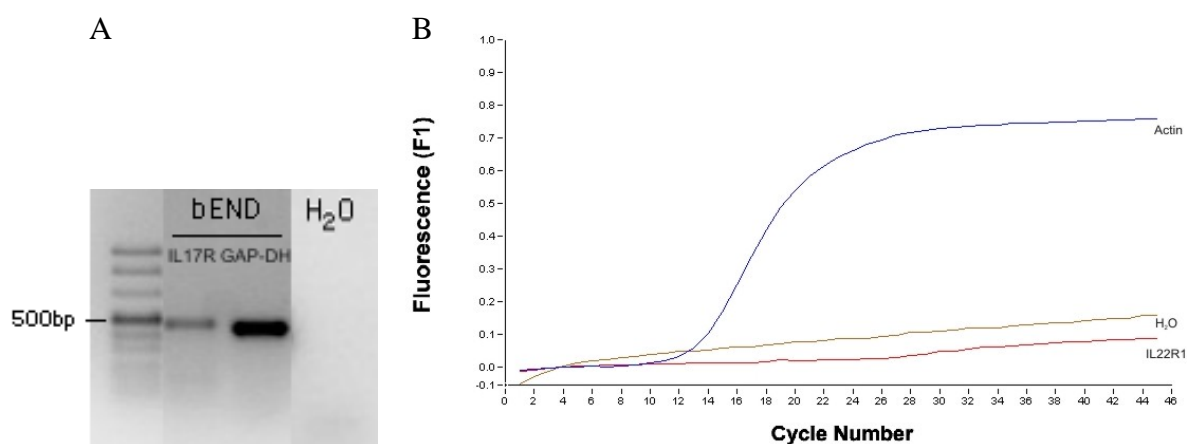 A
bEND
H₂O
IL17R GAP-DH
500bp
B
Fluorescence (F1)
1.0
0.9
0.8
0.7
0.6
0.5
0.4
0.3
0.2
0.1
0.0
-0.1
Actin
H₂O
IL22R1
0 2 4 6 8 10 12 14 16 18 20 22 24 26 28 30 32 34 36 38 40 42 44 46
Cycle Number